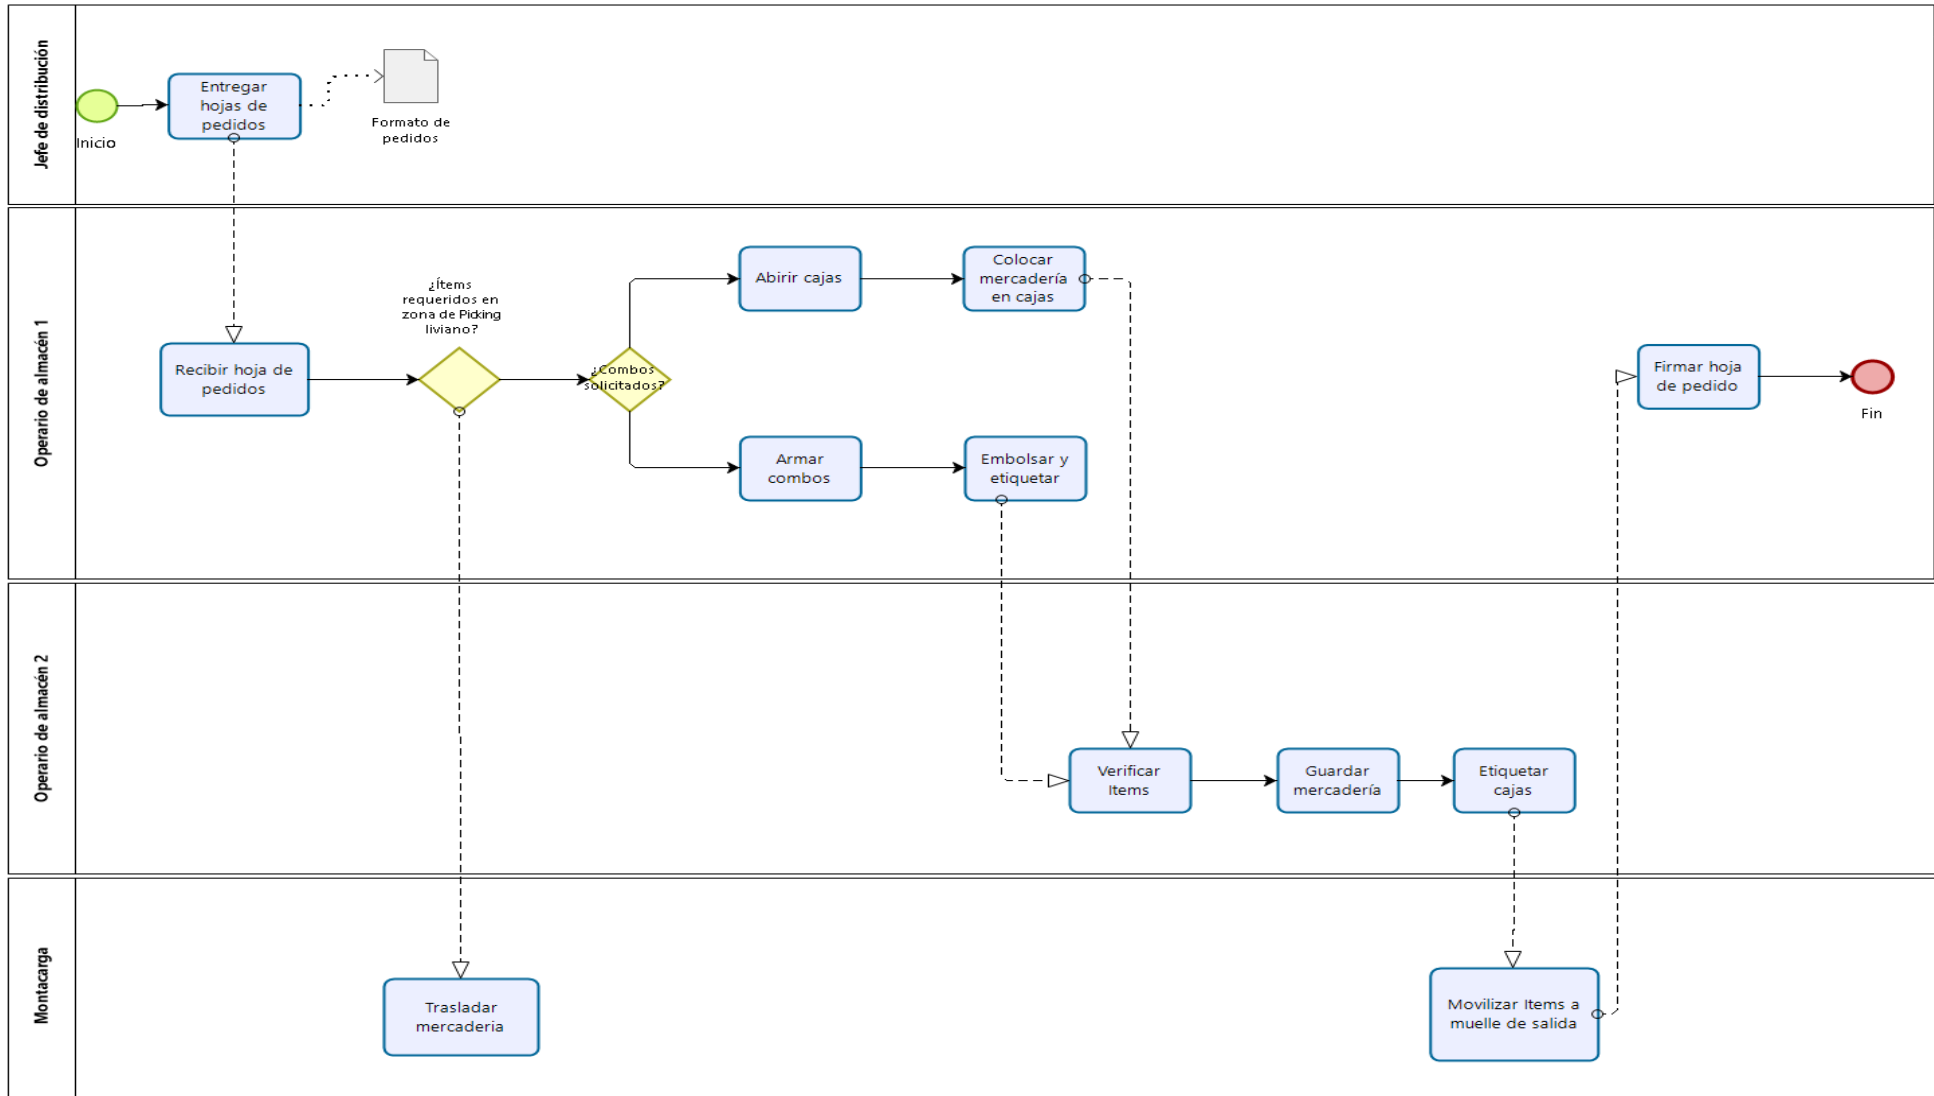 Jefe de distribución
Inicio
Entregar
hojas de
pedidos
Formato de
pedidos
Operario de almacén 1
Recibir hoja de
pedidos
¿Ítems
requeridos en
zona de Picking
liviano?
¿Combos
solicitados?
Abirir cajas
Colocar
mercadería
en cajas
Armar
combos
Embolsar y
etiquetar
Firmar hoja
de pedido
Fin
Operario de almacén 2
Verificar
Items
Guardar
mercadería
Etiquetar
cajas
Montacarga
Trasladar
mercaderia
Movilizar Items a
muelle de salida